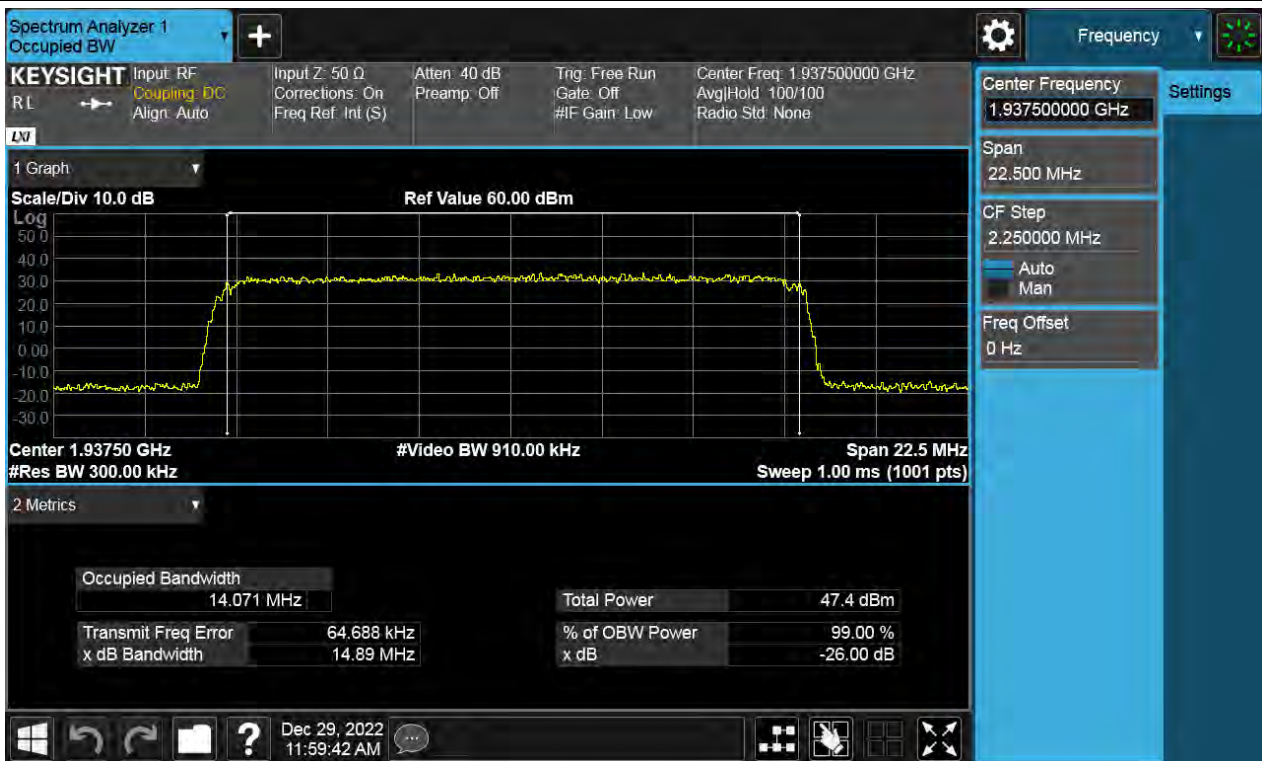 Spectrum Analyzer 1
Occupied BW
+
Frequency
KEYSIGHT
RL
LXI
Input: RF
Coupling: DC
Align: Auto
Input Z: 50 Ω
Corrections: On
Freq Ref: Int (S)
Atten: 40 dB
Preamp: Off
Trig: Free Run
Gate: Off
#IF Gain: Low
Center Freq: 1.937500000 GHz
Avg|Hold: 100/100
Radio Std: None
Center Frequency
1.937500000 GHz
Settings
Span
22.500 MHz
CF Step
2.250000 MHz
Auto
Man
Freq Offset
0 Hz
1 Graph
Scale/Div 10.0 dB
Ref Value 60.00 dBm
Log
50.0
40.0
30.0
20.0
10.0
0.00
-10.0
-20.0
-30.0
Center 1.93750 GHz
#Video BW 910.00 kHz
Span 22.5 MHz
#Res BW 300.00 kHz
Sweep 1.00 ms (1001 pts)
2 Metrics
Occupied Bandwidth
14.071 MHz
Total Power 47.4 dBm
Transmit Freq Error 64.688 kHz
% of OBW Power 99.00 %
x dB Bandwidth 14.89 MHz
x dB -26.00 dB
?
Dec 29, 2022
11:59:42 AM